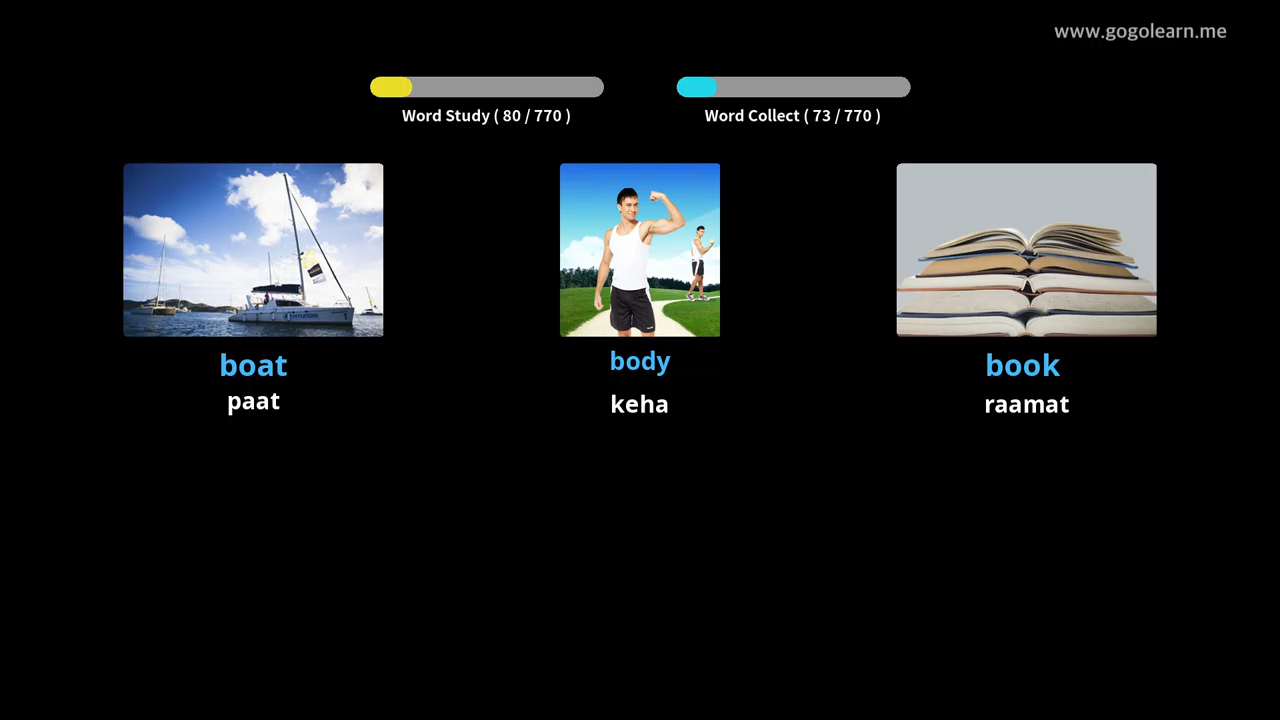 www.gogolearn.me
Word Study ( 80 / 770 )
Word Collect ( 73 / 770 )
boat
paat
body
keha
book
raamat